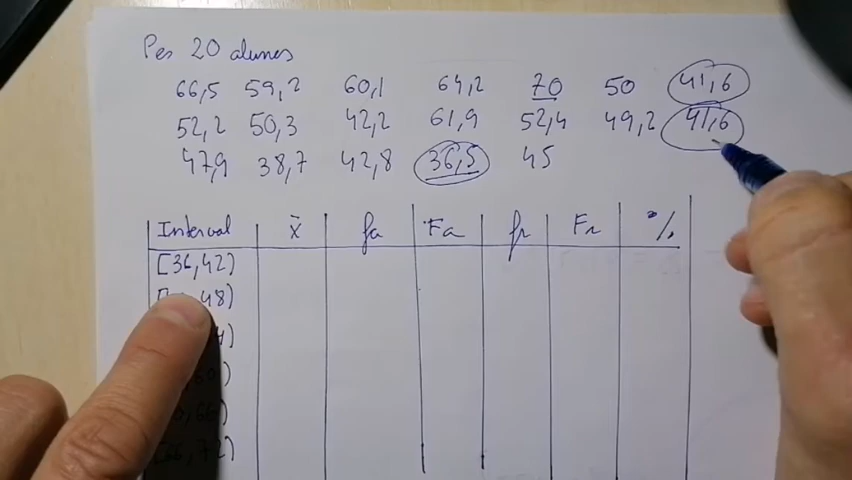 Pes 20 alumnes
66,5 59,2 60,1 64,2 70 50 41,6
52,2 50,3 42,2 61,9 52,4 49,2 41,6
47,9 38,7 42,8 36,5 45
Interval x̄ fa Fa fr Fr %
[36,42)
48)
)
)
66)
72)